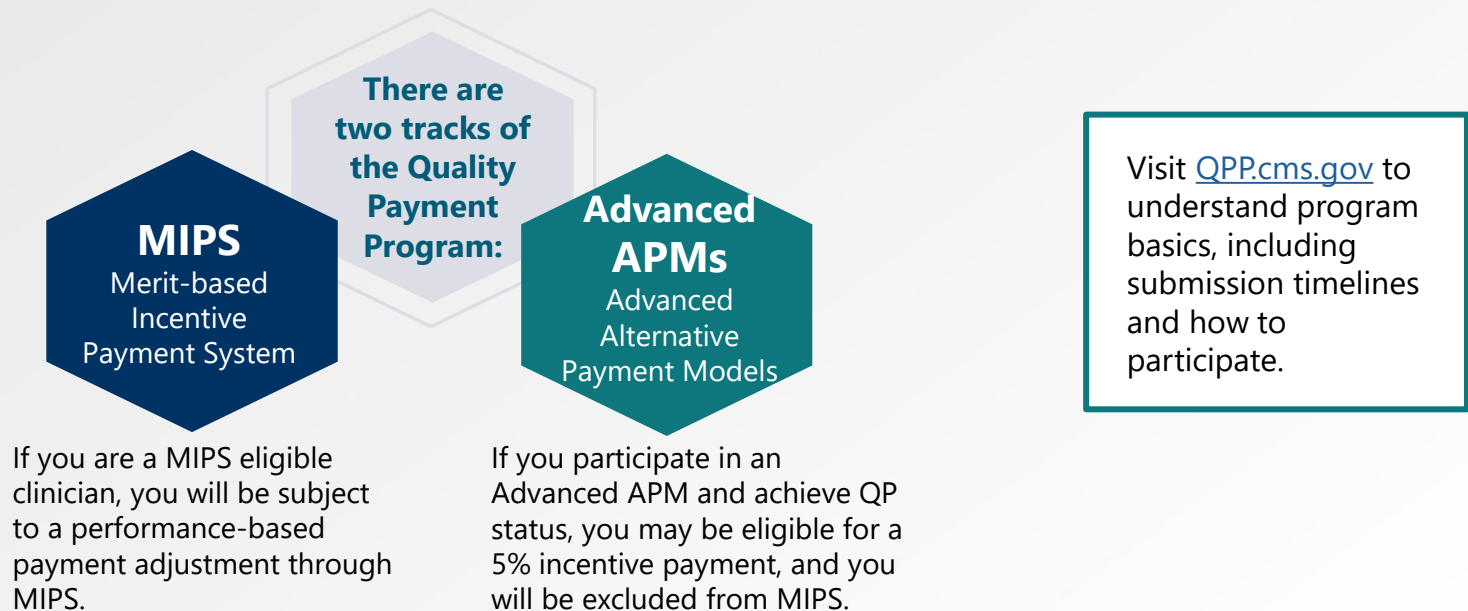 There are
two tracks of
the Quality
Payment
Program:
MIPS
Merit-based
Incentive
Payment System
If you are a MIPS eligible
clinician, you will be subject
to a performance-based
payment adjustment through
MIPS.
Advanced
APMs
Advanced
Alternative
Payment Models
If you participate in an
Advanced APM and achieve QP
status, you may be eligible for a
5% incentive payment, and you
will be excluded from MIPS.
Visit QPP.cms.gov to
understand program
basics, including
submission timelines
and how to
participate.